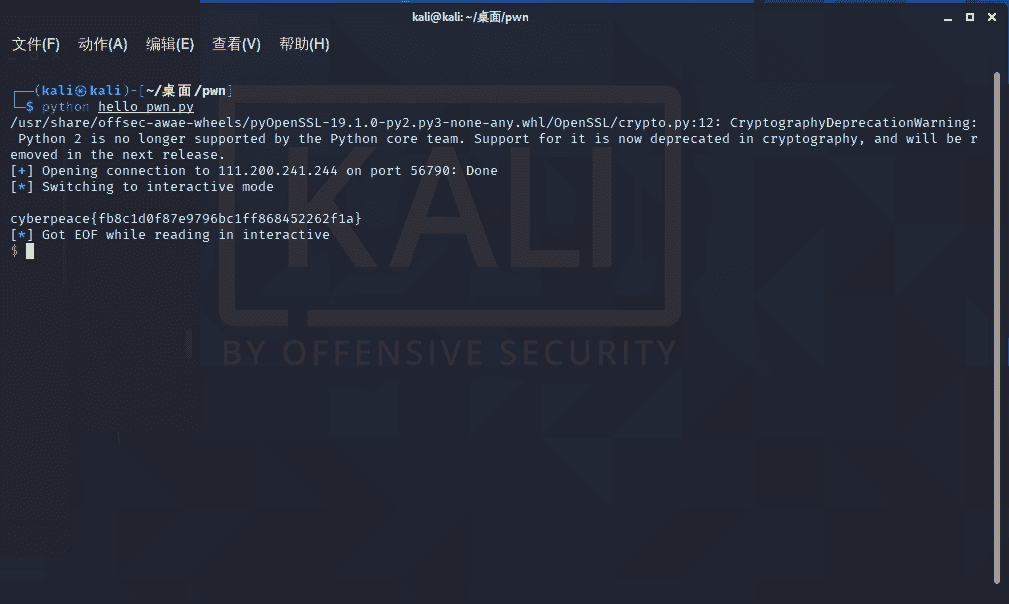 kali@kali: ~/桌面/pwn
文件(F) 动作(A) 编辑(E) 查看(V) 帮助(H)
┌──(kali㉿kali)-[~/桌面/pwn]
└─$ python hello_pwn.py
/usr/share/offsec-awae-wheels/pyOpenSSL-19.1.0-py2.py3-none-any.whl/OpenSSL/crypto.py:12: CryptographyDeprecationWarning:
Python 2 is no longer supported by the Python core team. Support for it is now deprecated in cryptography, and will be r
emoved in the next release.
[+] Opening connection to 111.200.241.244 on port 56790: Done
[*] Switching to interactive mode
cyberpeace{fb8c1d0f87e9796bc1ff868452262f1a}
[*] Got EOF while reading in interactive
$
KALI
BY OFFENSIVE SECURITY